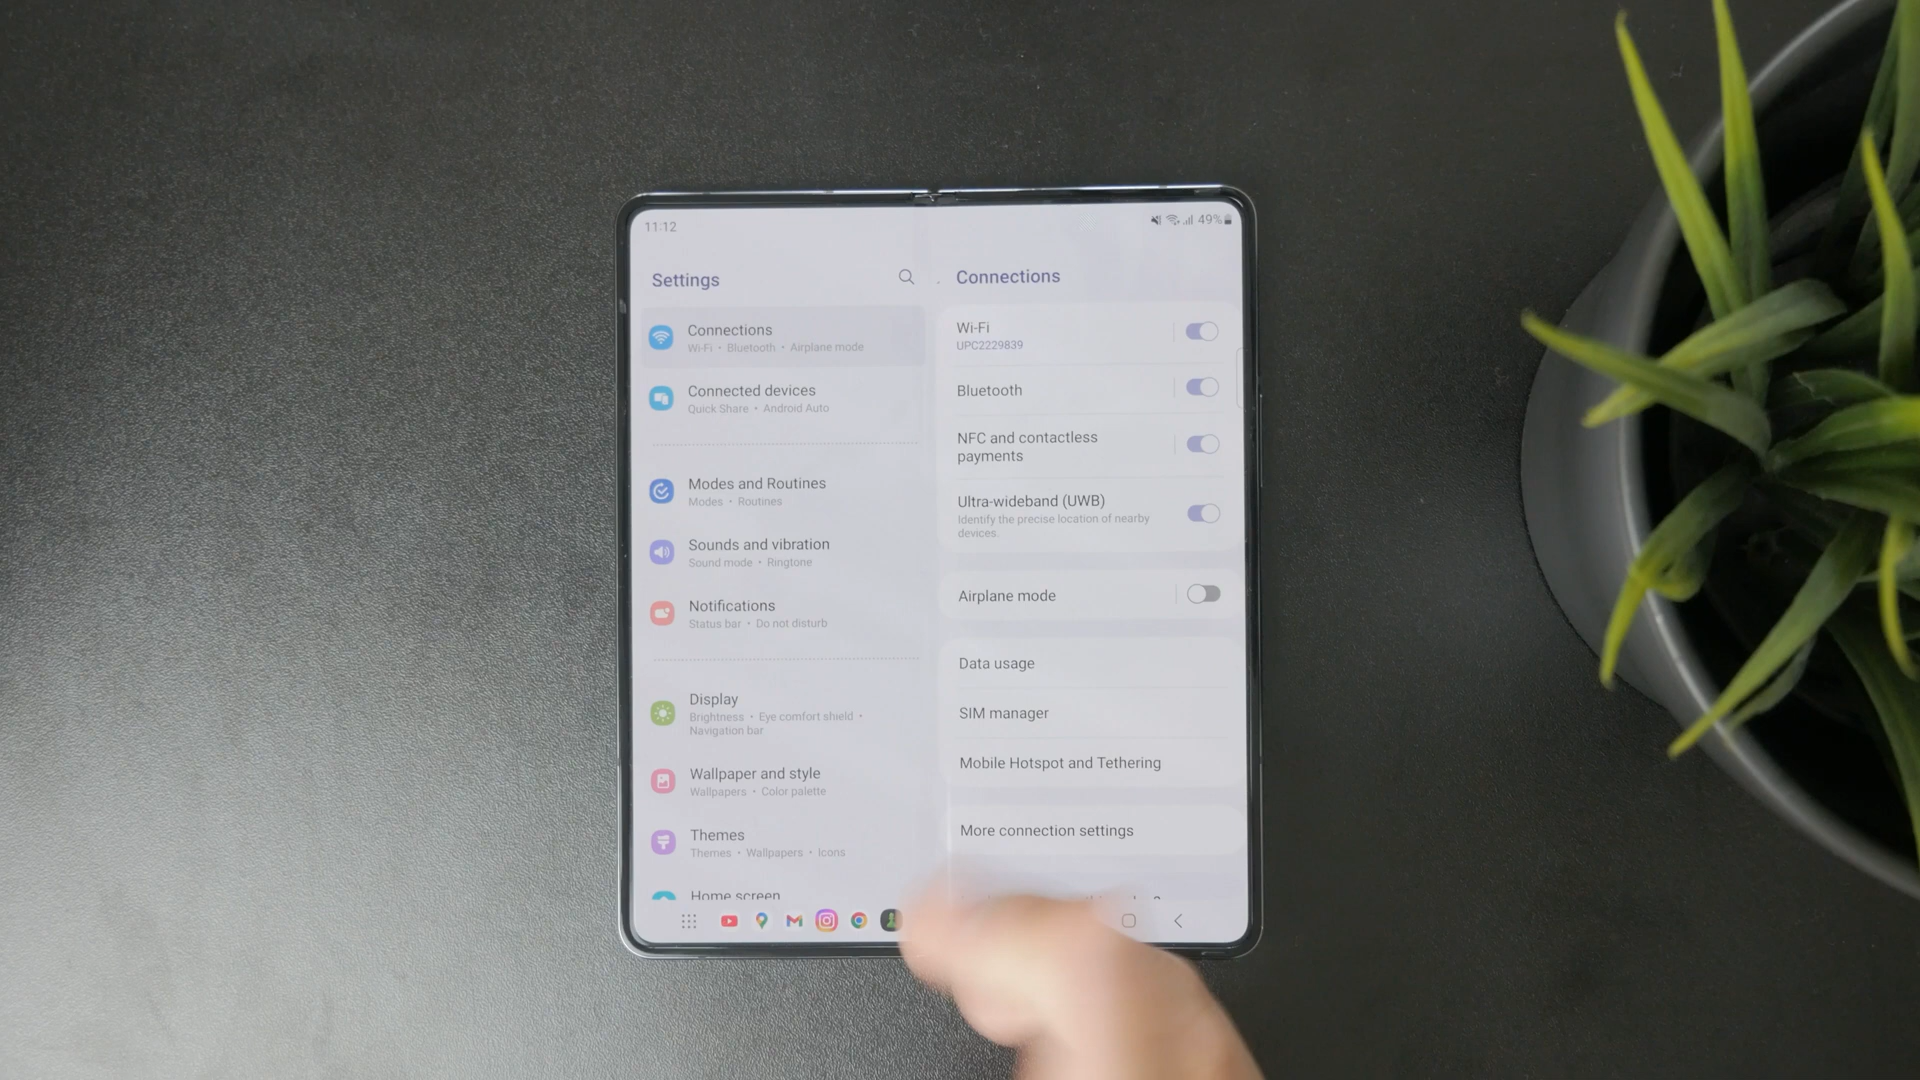 11:12
49%
Settings
Connections
Wi-Fi • Bluetooth • Airplane mode
Connected devices
Quick Share • Android Auto
Modes and Routines
Modes • Routines
Sounds and vibration
Sound mode • Ringtone
Notifications
Status bar • Do not disturb
Display
Brightness • Eye comfort shield •
Navigation bar
Wallpaper and style
Wallpapers • Color palette
Themes
Themes • Wallpapers • Icons
Home screen
Connections
Wi-Fi
UPC2229839
Bluetooth
NFC and contactless
payments
Ultra-wideband (UWB)
Identify the precise location of nearby
devices.
Airplane mode
Data usage
SIM manager
Mobile Hotspot and Tethering
More connection settings